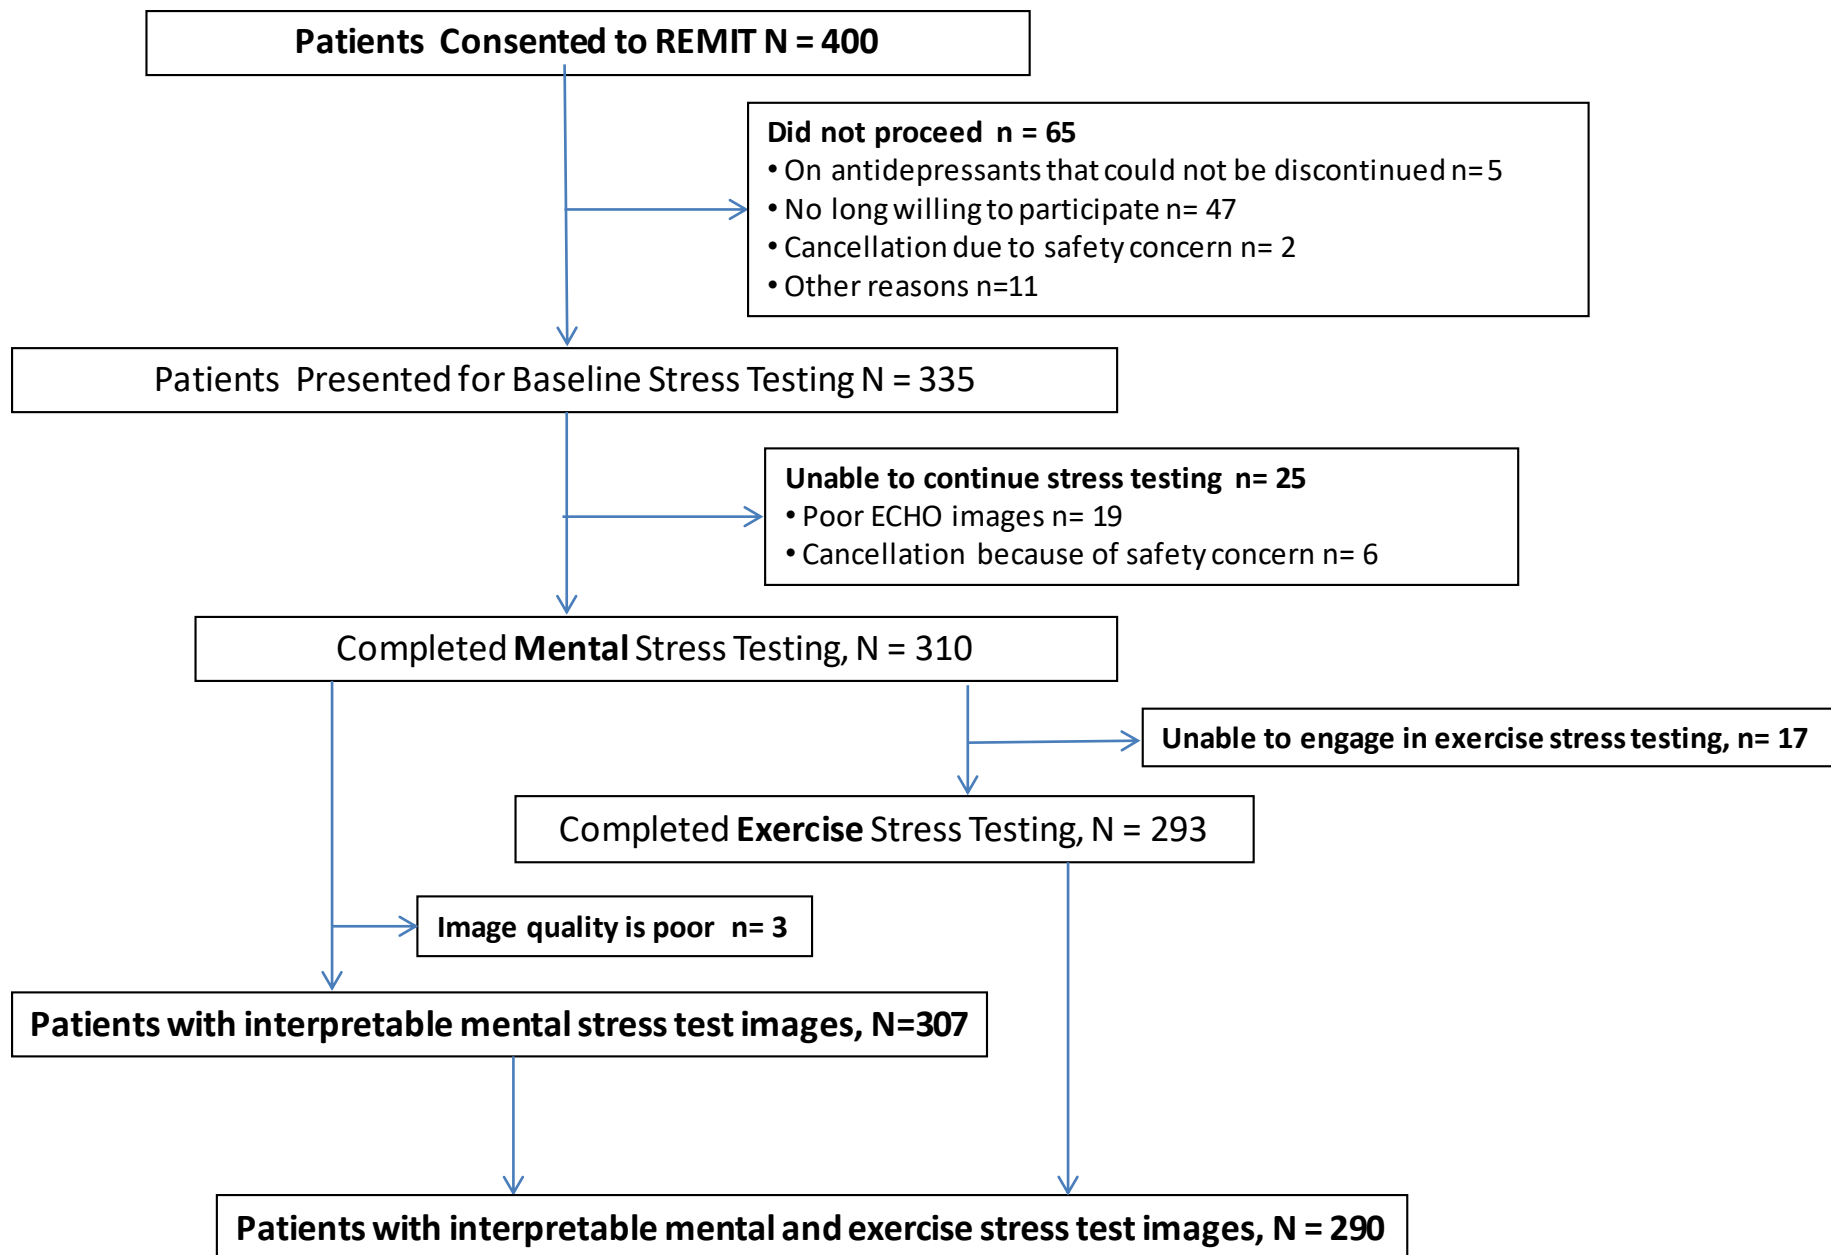 Patients Consented to REMIT N = 400
Did not proceed n = 65
• On antidepressants that could not be discontinued n= 5
• No long willing to participate n= 47
• Cancellation due to safety concern n= 2
• Other reasons n=11
Patients Presented for Baseline Stress Testing N = 335
Unable to continue stress testing n= 25
• Poor ECHO images n= 19
• Cancellation because of safety concern n= 6
Completed Mental Stress Testing, N = 310
Unable to engage in exercise stress testing, n= 17
Completed Exercise Stress Testing, N = 293
Image quality is poor n= 3
Patients with interpretable mental stress test images, N=307
Patients with interpretable mental and exercise stress test images, N = 290